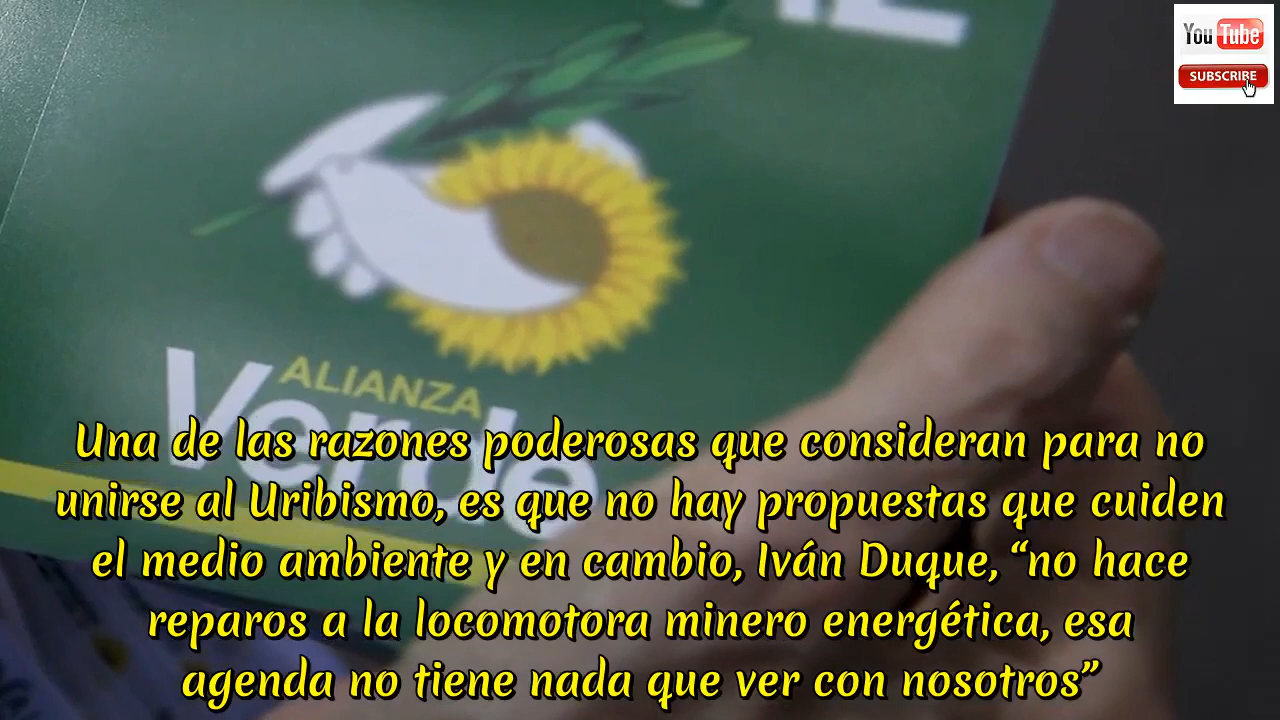 You Tube
SUBSCRIBE
ALIANZA
Verde
Una de las razones poderosas que consideran para no
unirse al Uribismo, es que no hay propuestas que cuiden
el medio ambiente y en cambio, Iván Duque, “no hace
reparos a la locomotora minero energética, esa
agenda no tiene nada que ver con nosotros”